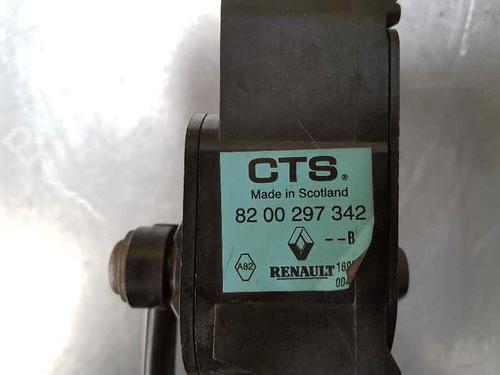 CTS®
Made in Scotland
82 00 297 342
--B
A82
RENAULT